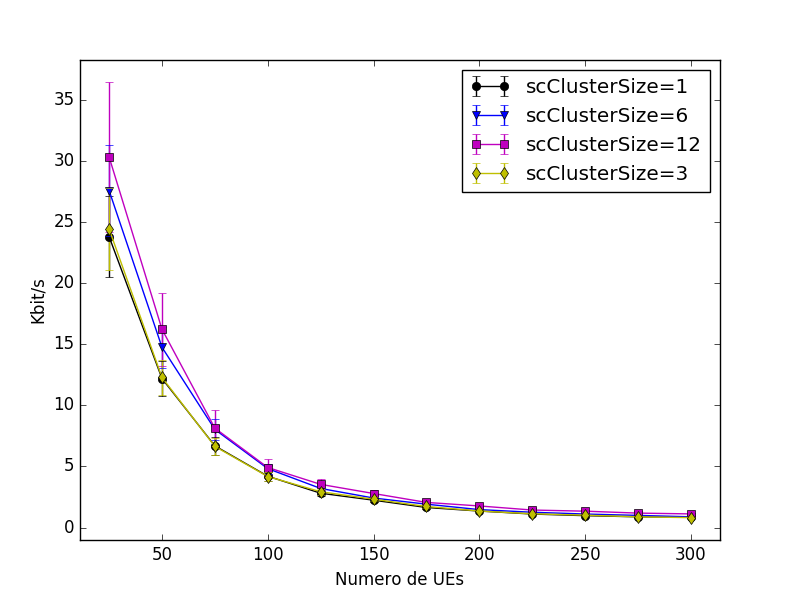 scClusterSize=1
scClusterSize=6
scClusterSize=12
scClusterSize=3
Kbit/s
35
30
25
20
15
10
5
0
50 100 150 200 250 300
Numero de UEs